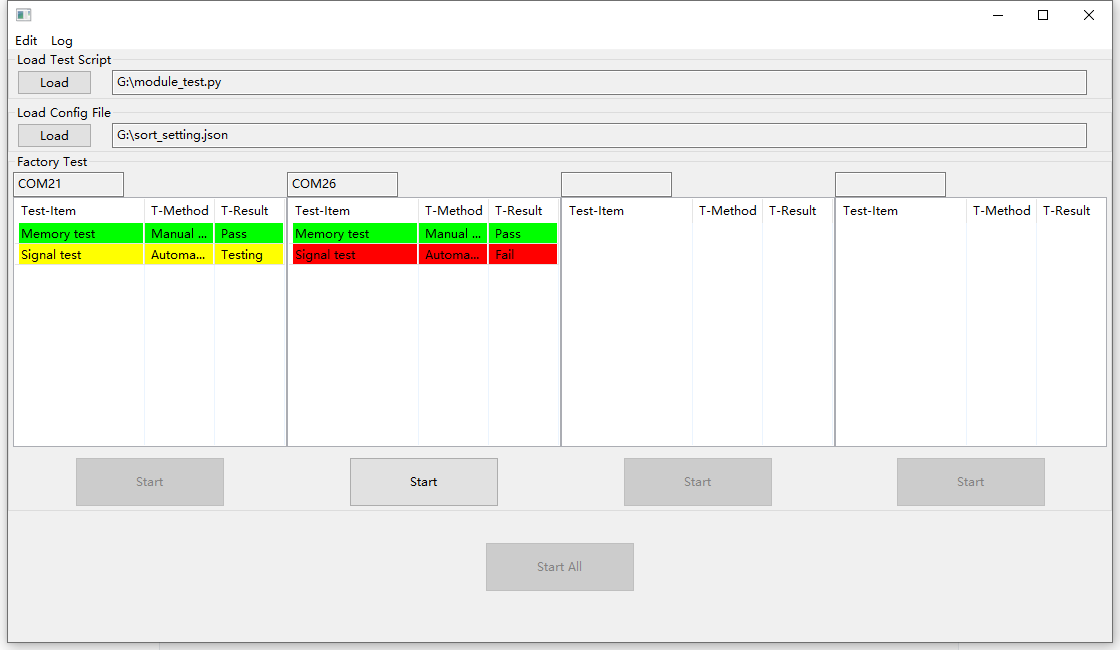 Edit Log
Load Test Script
Load G:\module_test.py
Load Config File
Load G:\sort_setting.json
Factory Test
COM21 COM26
Test-Item T-Method T-Result Test-Item T-Method T-Result Test-Item T-Method T-Result Test-Item T-Method T-Result
Memory test Manual ... Pass Memory test Manual ... Pass
Signal test Automa... Testing Signal test Automa... Fail
Start Start Start Start
Start All